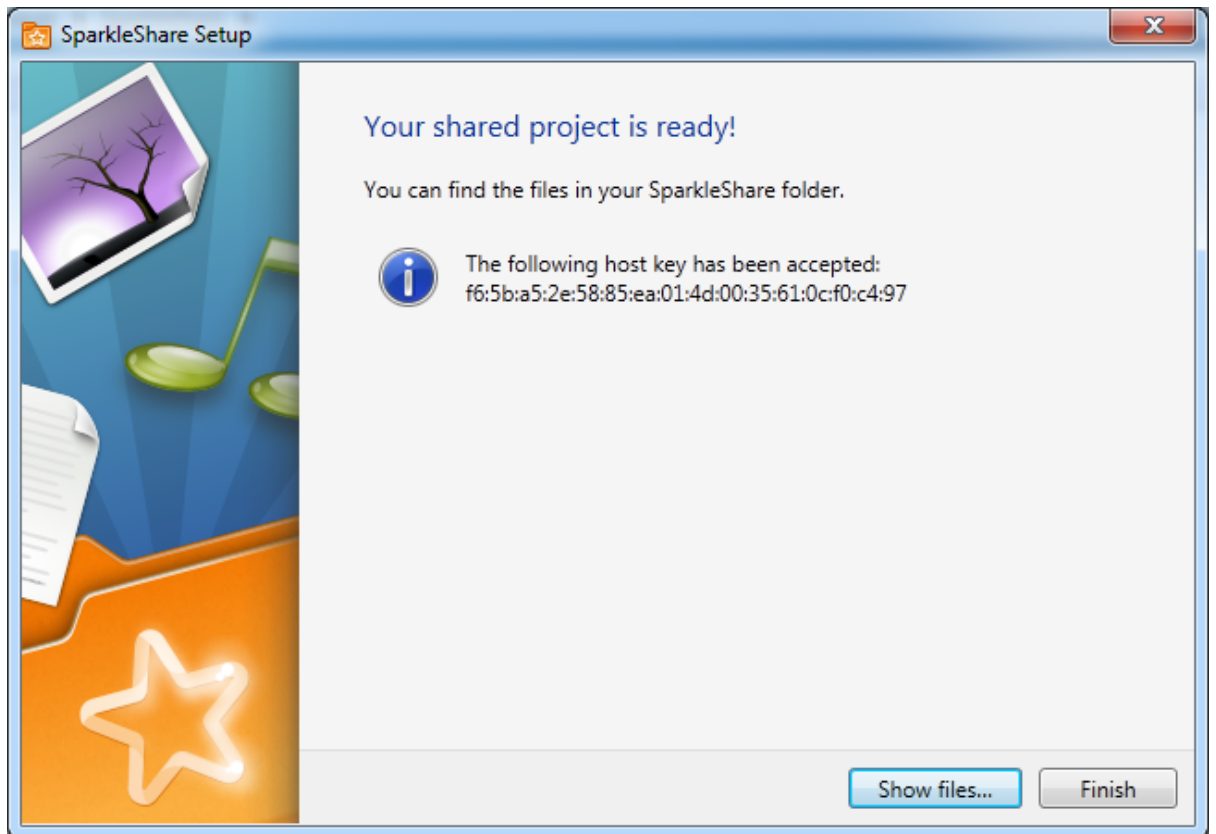 SparkleShare Setup
Your shared project is ready!
You can find the files in your SparkleShare folder.
The following host key has been accepted:
f6:5b:a5:2e:58:85:ea:01:4d:00:35:61:0c:f0:c4:97
Show files...
Finish